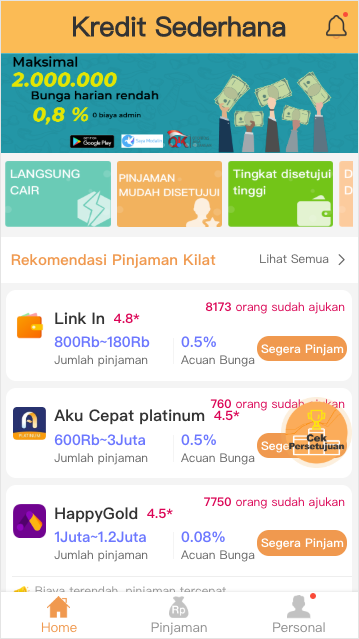 Kredit Sederhana
Maksimal
2.000.000
Bunga harian rendah
0,8 % 0 biaya admin
Google Play
LANGSUNG
CAIR
PINJAMAN
MUDAH DISETUJUI
Tingkat disetujui
tinggi
D
D
Rekomendasi Pinjaman Kilat
Lihat Semua
8173 orang sudah ajukan
Link In 4.8*
800Rb~180Rb
0.5%
Segera Pinjam
Jumlah pinjaman
Acuan Bunga
760 orang sudah ajukan
Aku Cepat platinum 4.5*
600Rb~3Juta
0.5%
Sege
Cek
Persetujuan
Jumlah pinjaman
Acuan Bunga
7750 orang sudah ajukan
HappyGold 4.5*
1Juta~1.2Juta
0.08%
Segera Pinjam
Jumlah pinjaman
Acuan Bunga
Biaya terendah, pinjaman tercepat
Rp
Home
Pinjaman
Personal